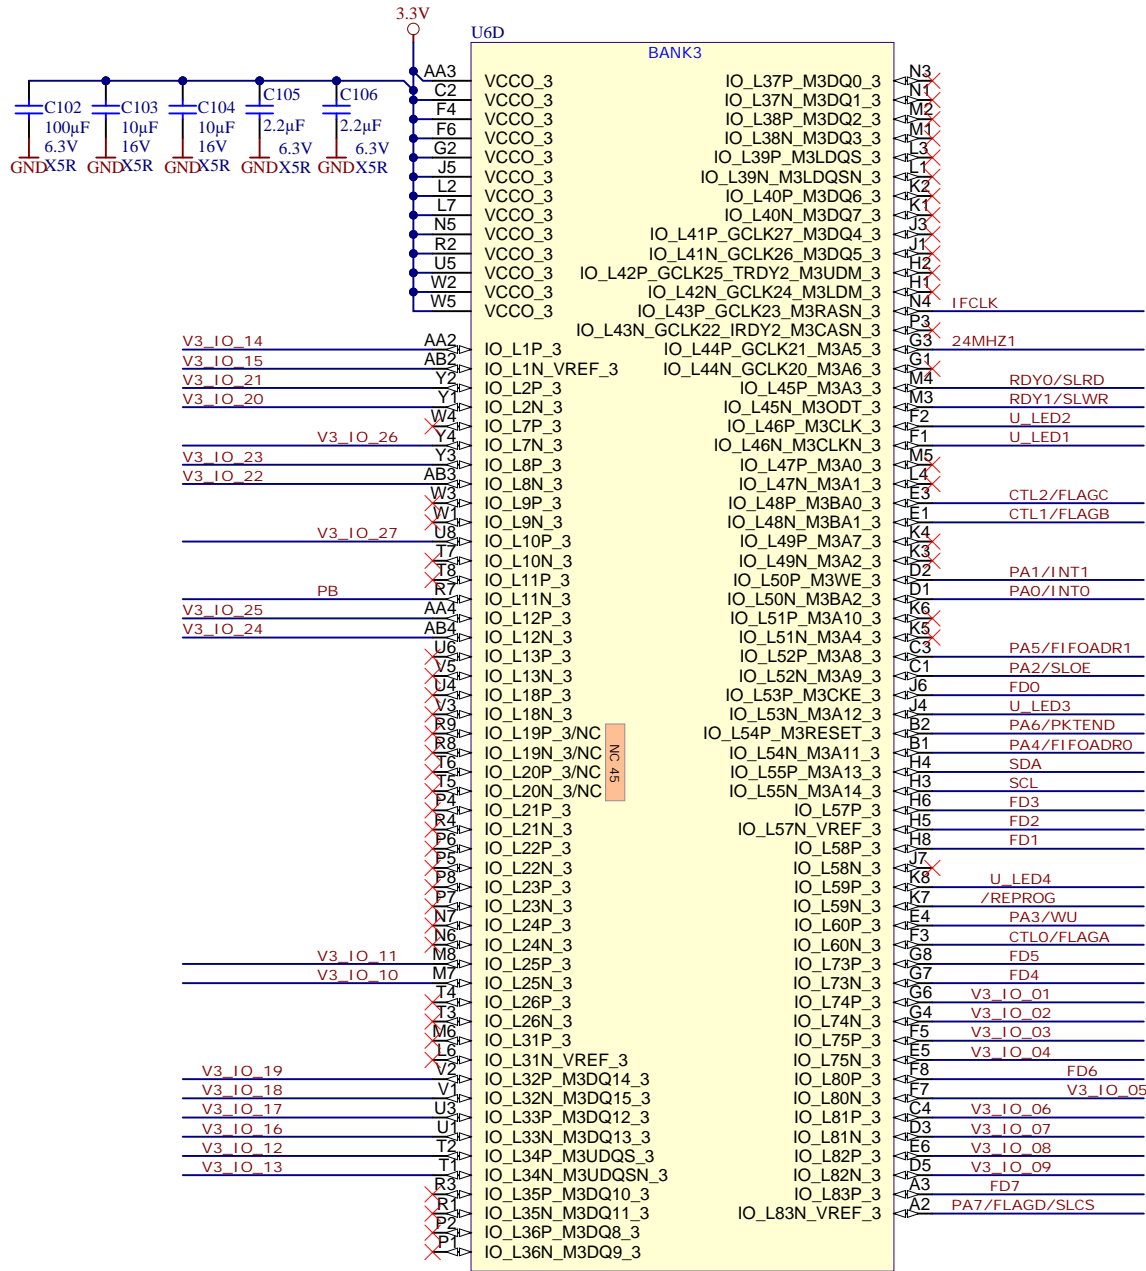 3.3V
U6D
BANK3
C102
100µF
6.3V
X5R
GND
C103
10µF
16V
X5R
GND
C104
10µF
16V
X5R
GND
C105
2.2µF
6.3V
X5R
GND
C106
2.2µF
6.3V
X5R
GND
AA3 VCCO_3
C2 VCCO_3
F4 VCCO_3
F6 VCCO_3
G2 VCCO_3
J5 VCCO_3
L2 VCCO_3
L7 VCCO_3
N5 VCCO_3
R2 VCCO_3
U5 VCCO_3
W2 VCCO_3
W5 VCCO_3
V3_IO_14 AA2 IO_L1P_3
V3_IO_15 AB2 IO_L1N_VREF_3
V3_IO_21 Y2 IO_L2P_3
V3_IO_20 Y1 IO_L2N_3
W4 IO_L7P_3
V3_IO_26 Y4 IO_L7N_3
V3_IO_23 Y3 IO_L8P_3
V3_IO_22 AB3 IO_L8N_3
W3 IO_L9P_3
W1 IO_L9N_3
V3_IO_27 U8 IO_L10P_3
T7 IO_L10N_3
T8 IO_L11P_3
PB R7 IO_L11N_3
V3_IO_25 AA4 IO_L12P_3
V3_IO_24 AB4 IO_L12N_3
U6 IO_L13P_3
V5 IO_L13N_3
U4 IO_L18P_3
V3 IO_L18N_3
R9 IO_L19P_3/NC
R8 IO_L19N_3/NC
T6 IO_L20P_3/NC
T5 IO_L20N_3/NC
NC 45
P4 IO_L21P_3
R4 IO_L21N_3
P6 IO_L22P_3
P5 IO_L22N_3
P8 IO_L23P_3
P7 IO_L23N_3
N7 IO_L24P_3
N6 IO_L24N_3
V3_IO_11 M8 IO_L25P_3
V3_IO_10 M7 IO_L25N_3
T4 IO_L26P_3
T3 IO_L26N_3
M6 IO_L31P_3
L6 IO_L31N_VREF_3
V3_IO_19 V2 IO_L32P_M3DQ14_3
V3_IO_18 V1 IO_L32N_M3DQ15_3
V3_IO_17 U3 IO_L33P_M3DQ12_3
V3_IO_16 U1 IO_L33N_M3DQ13_3
V3_IO_12 T2 IO_L34P_M3UDQS_3
V3_IO_13 T1 IO_L34N_M3UDQSN_3
R3 IO_L35P_M3DQ10_3
R1 IO_L35N_M3DQ11_3
P2 IO_L36P_M3DQ8_3
P1 IO_L36N_M3DQ9_3
IO_L37P_M3DQ0_3 N3
IO_L37N_M3DQ1_3 N1
IO_L38P_M3DQ2_3 M2
IO_L38N_M3DQ3_3 M1
IO_L39P_M3LDQS_3 L3
IO_L39N_M3LDQSN_3 L1
IO_L40P_M3DQ6_3 K2
IO_L40N_M3DQ7_3 K1
IO_L41P_GCLK27_M3DQ4_3 J3
IO_L41N_GCLK26_M3DQ5_3 J1
IO_L42P_GCLK25_TRDY2_M3UDM_3 H2
IO_L42N_GCLK24_M3LDM_3 H1
IO_L43P_GCLK23_M3RASN_3 N4 IFCLK
IO_L43N_GCLK22_IRDY2_M3CASN_3 P3
IO_L44P_GCLK21_M3A5_3 G3 24MHZ1
IO_L44N_GCLK20_M3A6_3 G1
IO_L45P_M3A3_3 M4 RDY0/SLRD
IO_L45N_M3ODT_3 M3 RDY1/SLWR
IO_L46P_M3CLK_3 F2 U_LED2
IO_L46N_M3CLKN_3 F1 U_LED1
IO_L47P_M3A0_3 M5
IO_L47N_M3A1_3 L4
IO_L48P_M3BA0_3 E3 CTL2/FLAGC
IO_L48N_M3BA1_3 E1 CTL1/FLAGB
IO_L49P_M3A7_3 K4
IO_L49N_M3A2_3 K3
IO_L50P_M3WE_3 D2 PA1/INT1
IO_L50N_M3BA2_3 D1 PA0/INT0
IO_L51P_M3A10_3 K6
IO_L51N_M3A4_3 K5
IO_L52P_M3A8_3 C3 PA5/FIFOADR1
IO_L52N_M3A9_3 C1 PA2/SLOE
IO_L53P_M3CKE_3 J6 FD0
IO_L53N_M3A12_3 J4 U_LED3
IO_L54P_M3RESET_3 B2 PA6/PKTEND
IO_L54N_M3A11_3 B1 PA4/FIFOADR0
IO_L55P_M3A13_3 H4 SDA
IO_L55N_M3A14_3 H3 SCL
IO_L57P_3 H6 FD3
IO_L57N_VREF_3 H5 FD2
IO_L58P_3 H8 FD1
IO_L58N_3 J7
IO_L59P_3 K8 U_LED4
IO_L59N_3 K7 /REPROG
IO_L60P_3 E4 PA3/WU
IO_L60N_3 F3 CTL0/FLAGA
IO_L73P_3 G8 FD5
IO_L73N_3 G7 FD4
IO_L74P_3 G6 V3_IO_01
IO_L74N_3 G4 V3_IO_02
IO_L75P_3 F5 V3_IO_03
IO_L75N_3 E5 V3_IO_04
IO_L80P_3 F8 FD6
IO_L80N_3 F7 V3_IO_05
IO_L81P_3 C4 V3_IO_06
IO_L81N_3 D3 V3_IO_07
IO_L82P_3 E6 V3_IO_08
IO_L82N_3 D5 V3_IO_09
IO_L83P_3 A3 FD7
IO_L83N_VREF_3 A2 PA7/FLAGD/SLCS